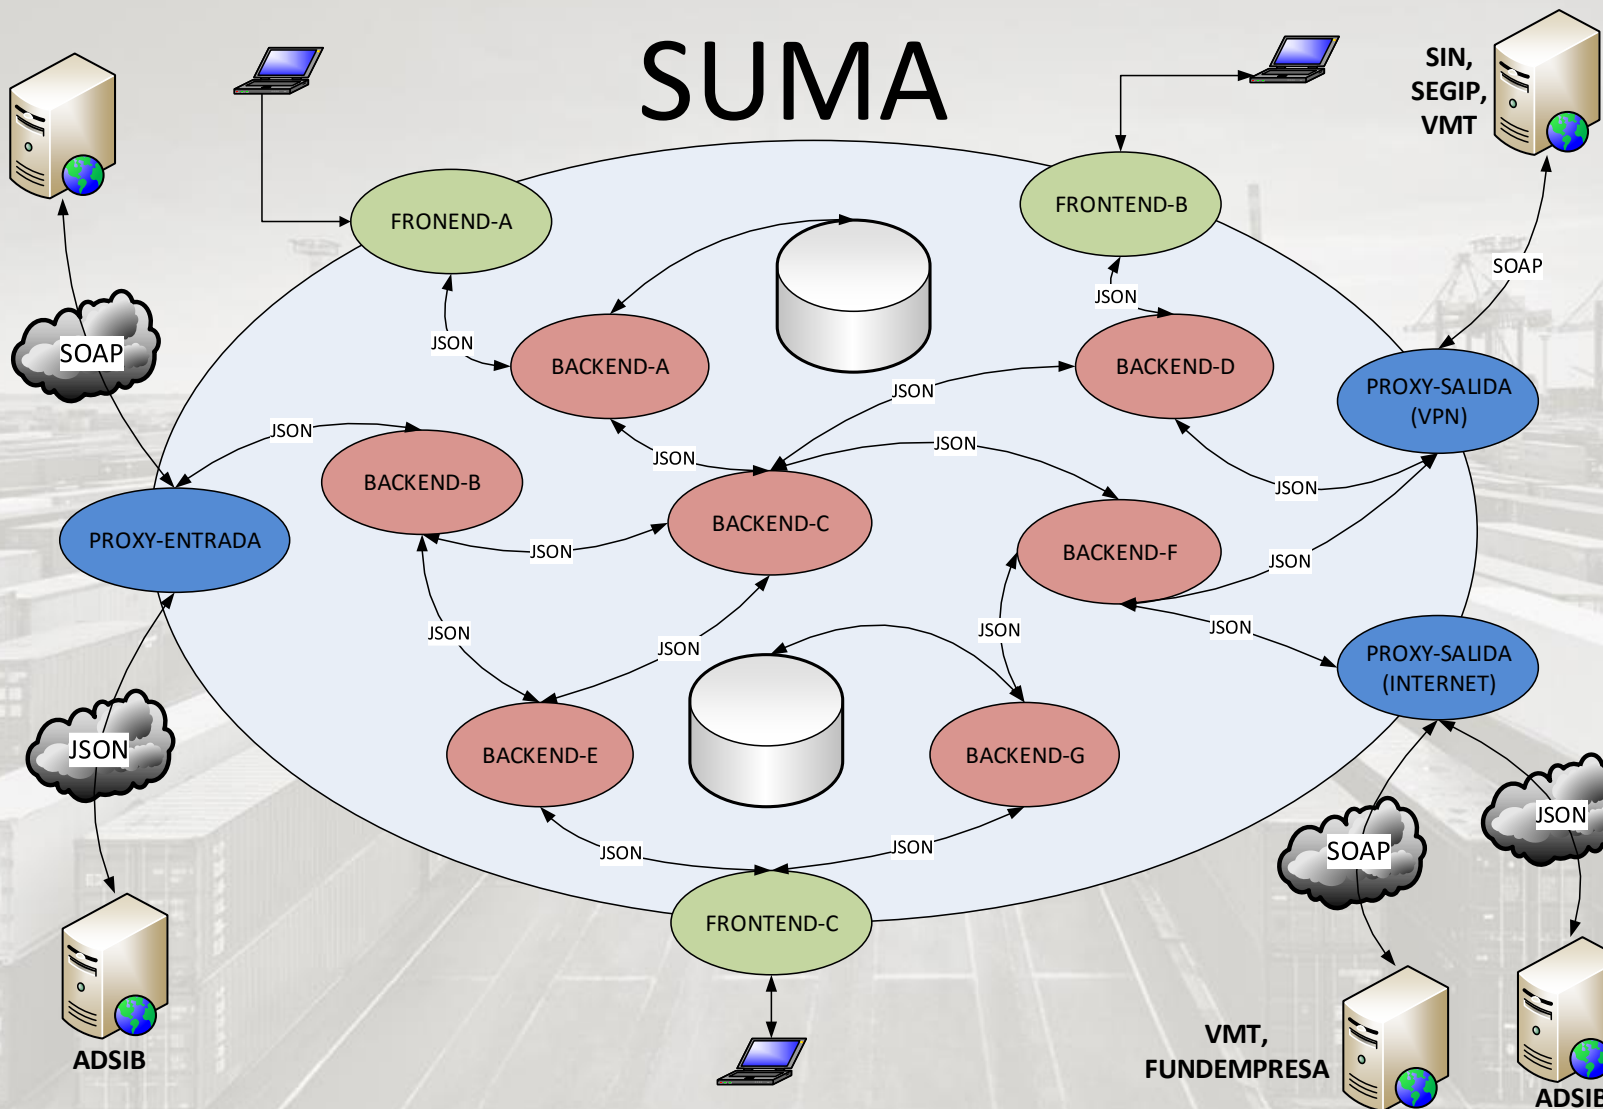 SUMA
SIN,
SEGIP,
VMT
FRONEND-A
FRONTEND-B
SOAP
JSON
JSON
SOAP
BACKEND-A
BACKEND-D
PROXY-SALIDA
(VPN)
JSON
JSON
JSON
JSON
BACKEND-B
BACKEND-C
JSON
PROXY-ENTRADA
JSON
BACKEND-F
JSON
JSON
JSON
JSON
JSON
PROXY-SALIDA
(INTERNET)
JSON
BACKEND-E
BACKEND-G
JSON
SOAP
JSON
JSON
FRONTEND-C
VMT,
FUNDEMPRESA
ADSIB
ADSIB